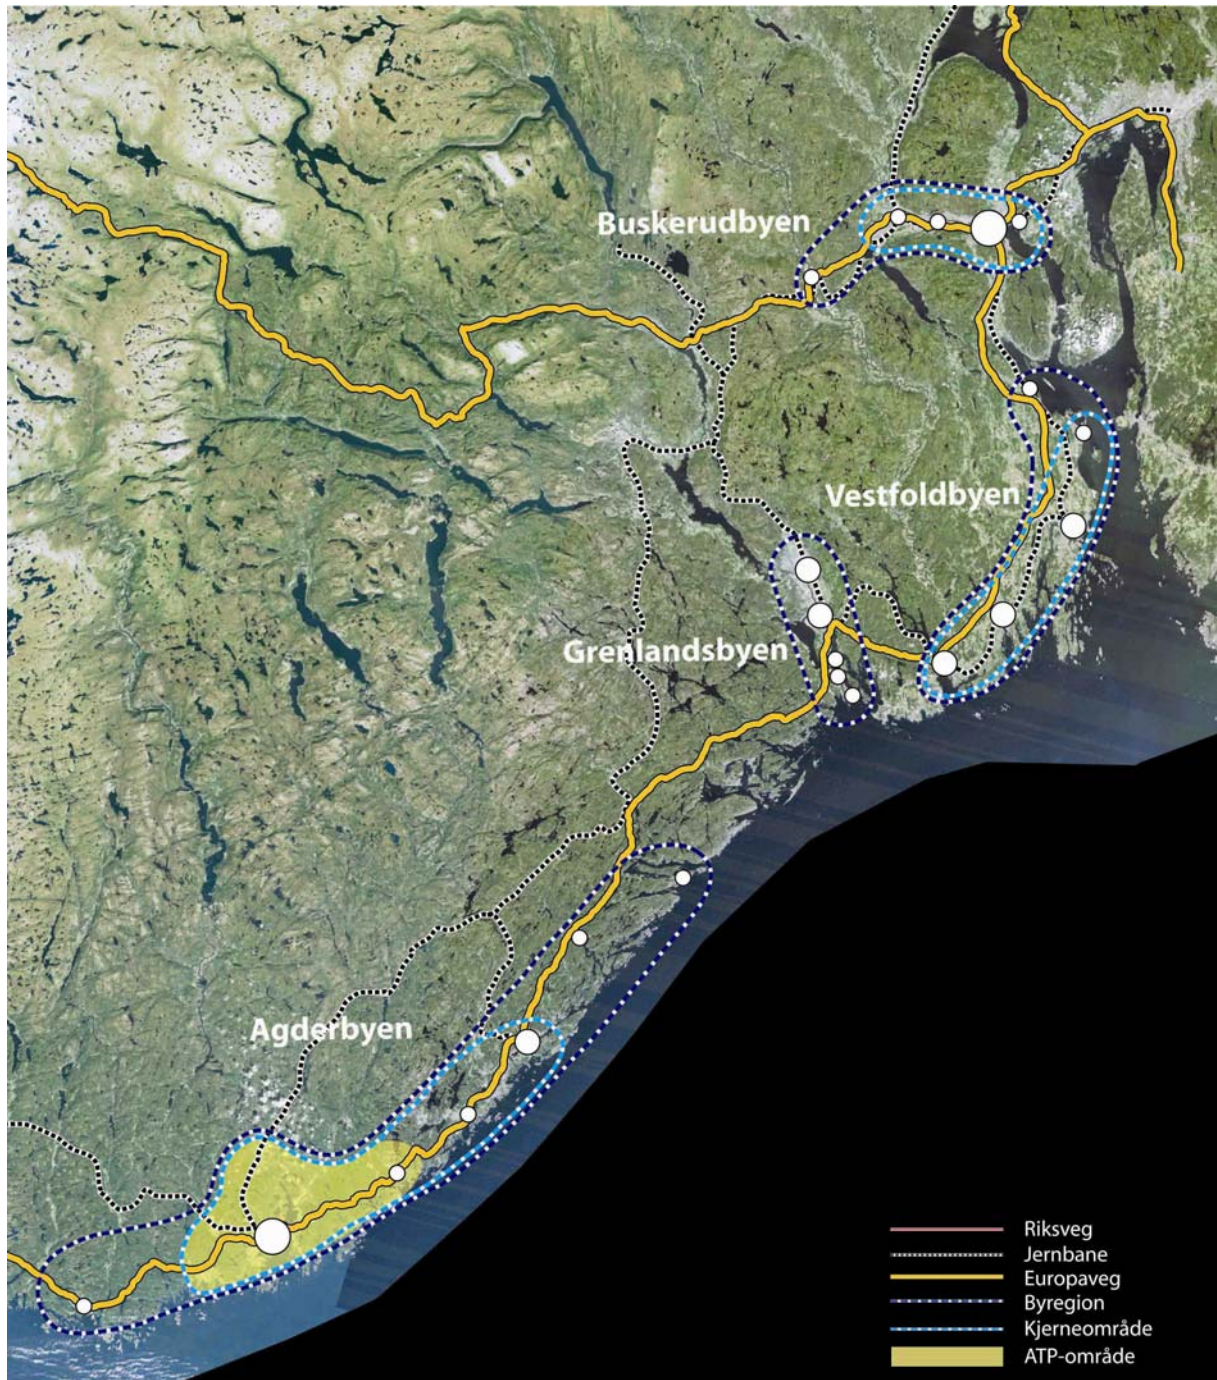 Buskerudbyen
Vestfoldbyen
Grenlandsbyen
Agderbyen
Riksveg
Jernbane
Europaveg
Byregion
Kjerneområde
ATP-område